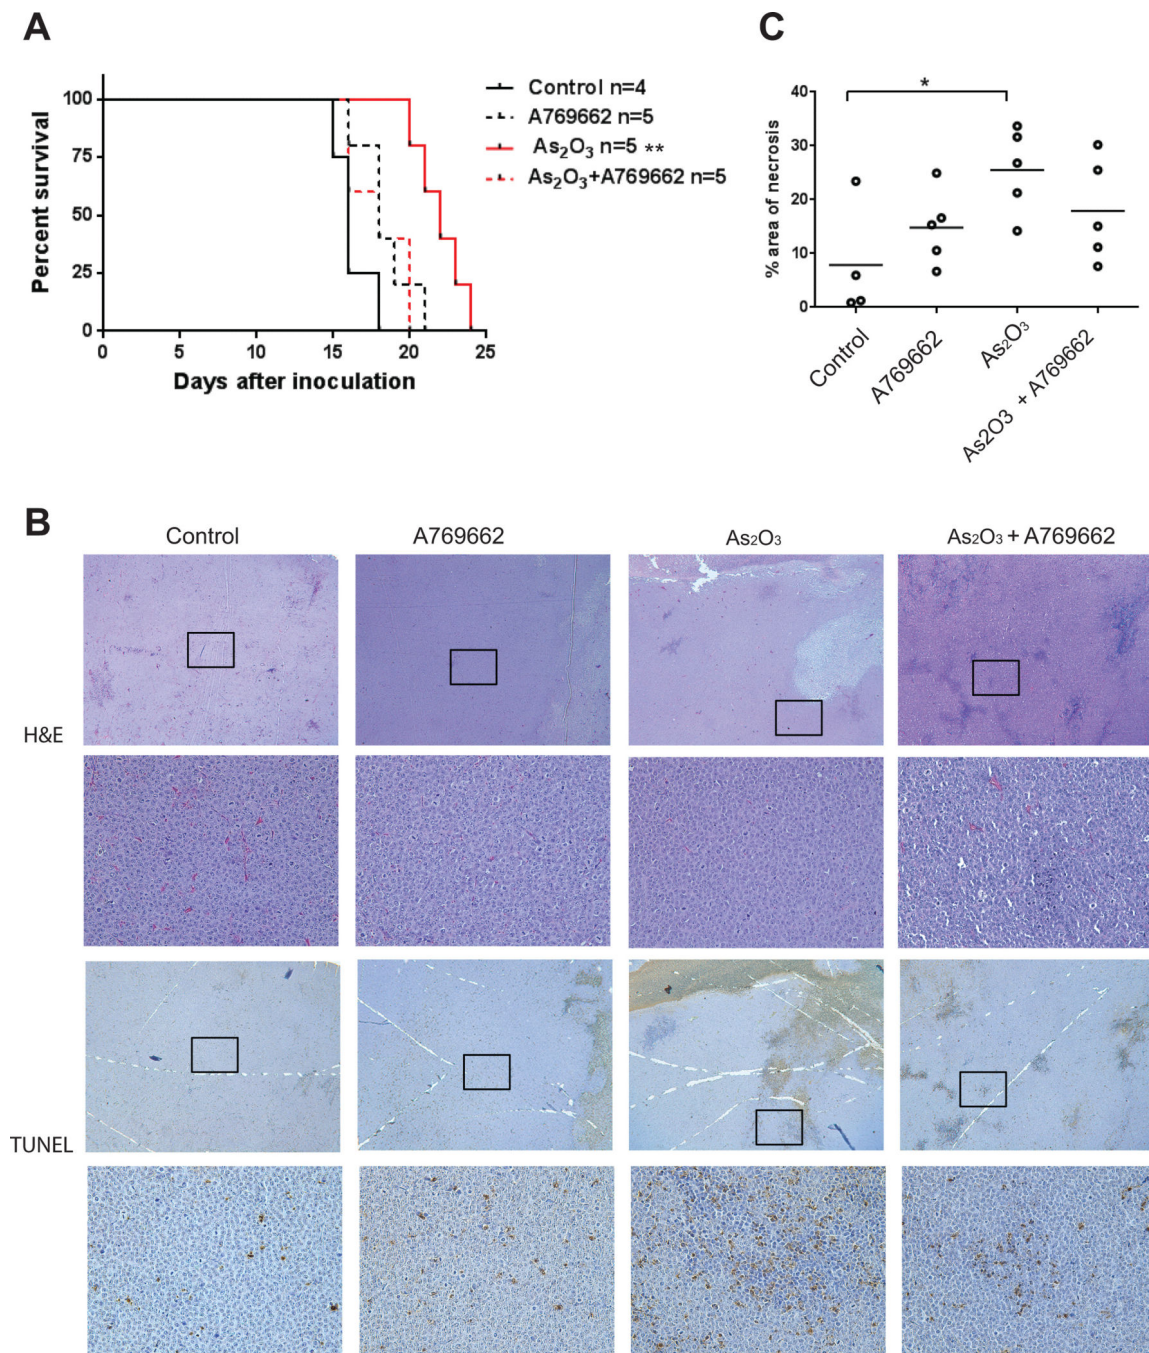 A
Control n=4
A769662 n=5
As₂O₃ n=5 **
As₂O₃+A769662 n=5
100
75
50
25
0
Percent survival
0 5 10 15 20 25
Days after inoculation
C
*
40
30
20
10
0
% area of necrosis
Control
A769662
As₂O₃
As2O3 + A769662
B
Control A769662 As₂O₃ As₂O₃ + A769662
H&E
TUNEL